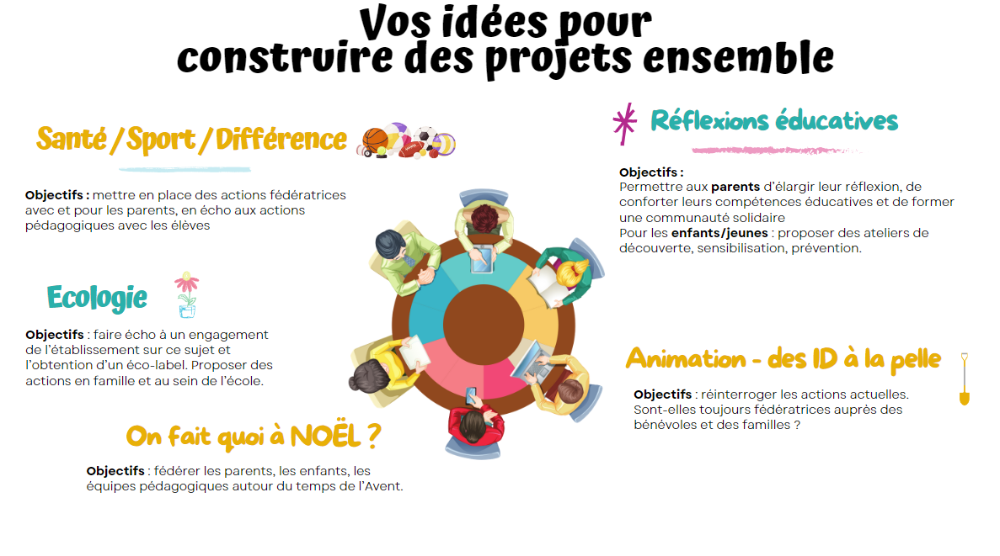 Vos idées pour
construire des projets ensemble
Santé/Sport/Différence
Objectifs : mettre en place des actions fédératrices
avec et pour les parents, en écho aux actions
pédagogiques avec les élèves
Ecologie
Objectifs : faire écho à un engagement
de l’établissement sur ce sujet et
l’obtention d’un éco-label. Proposer des
actions en famille et au sein de l’école.
On fait quoi à NOËL ?
Objectifs : fédérer les parents, les enfants, les
équipes pédagogiques autour du temps de l’Avent.
Réflexions éducatives
Objectifs :
Permettre aux parents d’élargir leur réflexion, de
conforter leurs compétences éducatives et de former
une communauté solidaire
Pour les enfants/jeunes : proposer des ateliers de
découverte, sensibilisation, prévention.
Animation - des ID à la pelle
Objectifs : réinterroger les actions actuelles.
Sont-elles toujours fédératrices auprès des
bénévoles et des familles ?